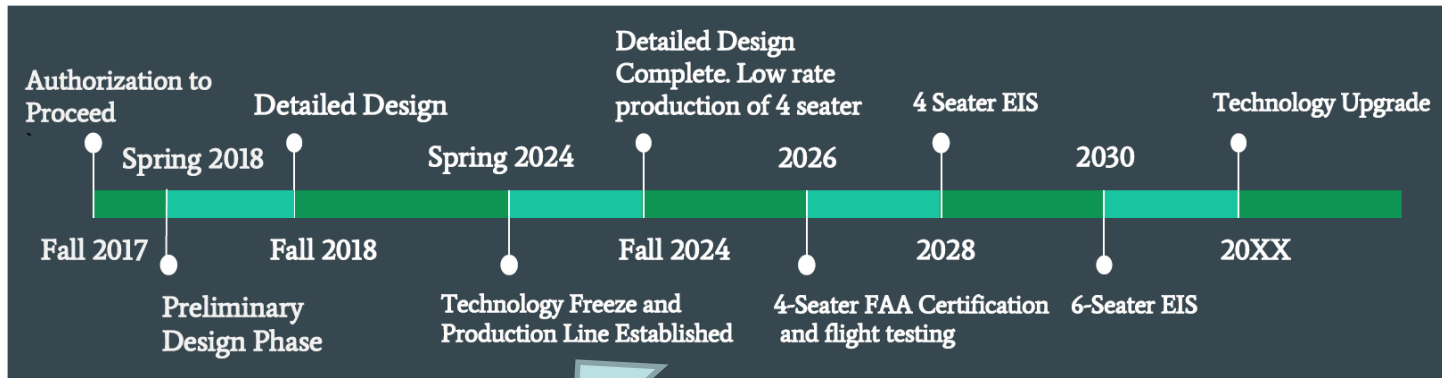 Authorization to
Proceed
`
Fall 2017
Spring 2018
Preliminary
Design Phase
Detailed Design
Fall 2018
Spring 2024
Technology Freeze and
Production Line Established
Detailed Design
Complete. Low rate
production of 4 seater
Fall 2024
2026
4-Seater FAA Certification
and flight testing
4 Seater EIS
2028
2030
6-Seater EIS
Technology Upgrade
20XX